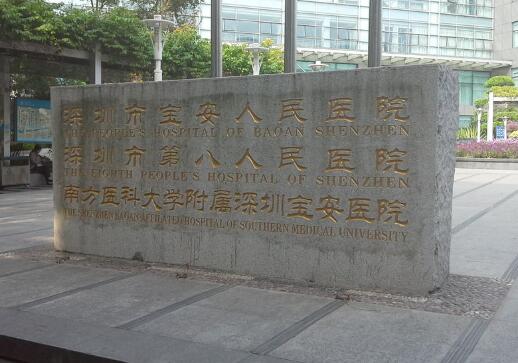 深圳市宝安人民医院
THE PEOPLE'S HOSPITAL OF BAOAN SHENZHEN
深圳市第八人民医院
THE EIGHTH PEOPLE'S HOSPITAL OF SHENZHEN
南方医科大学附属深圳宝安医院
THE SHENZHEN BAOAN AFFILIATED HOSPITAL OF SOUTHERN MEDICAL UNIVERSITY